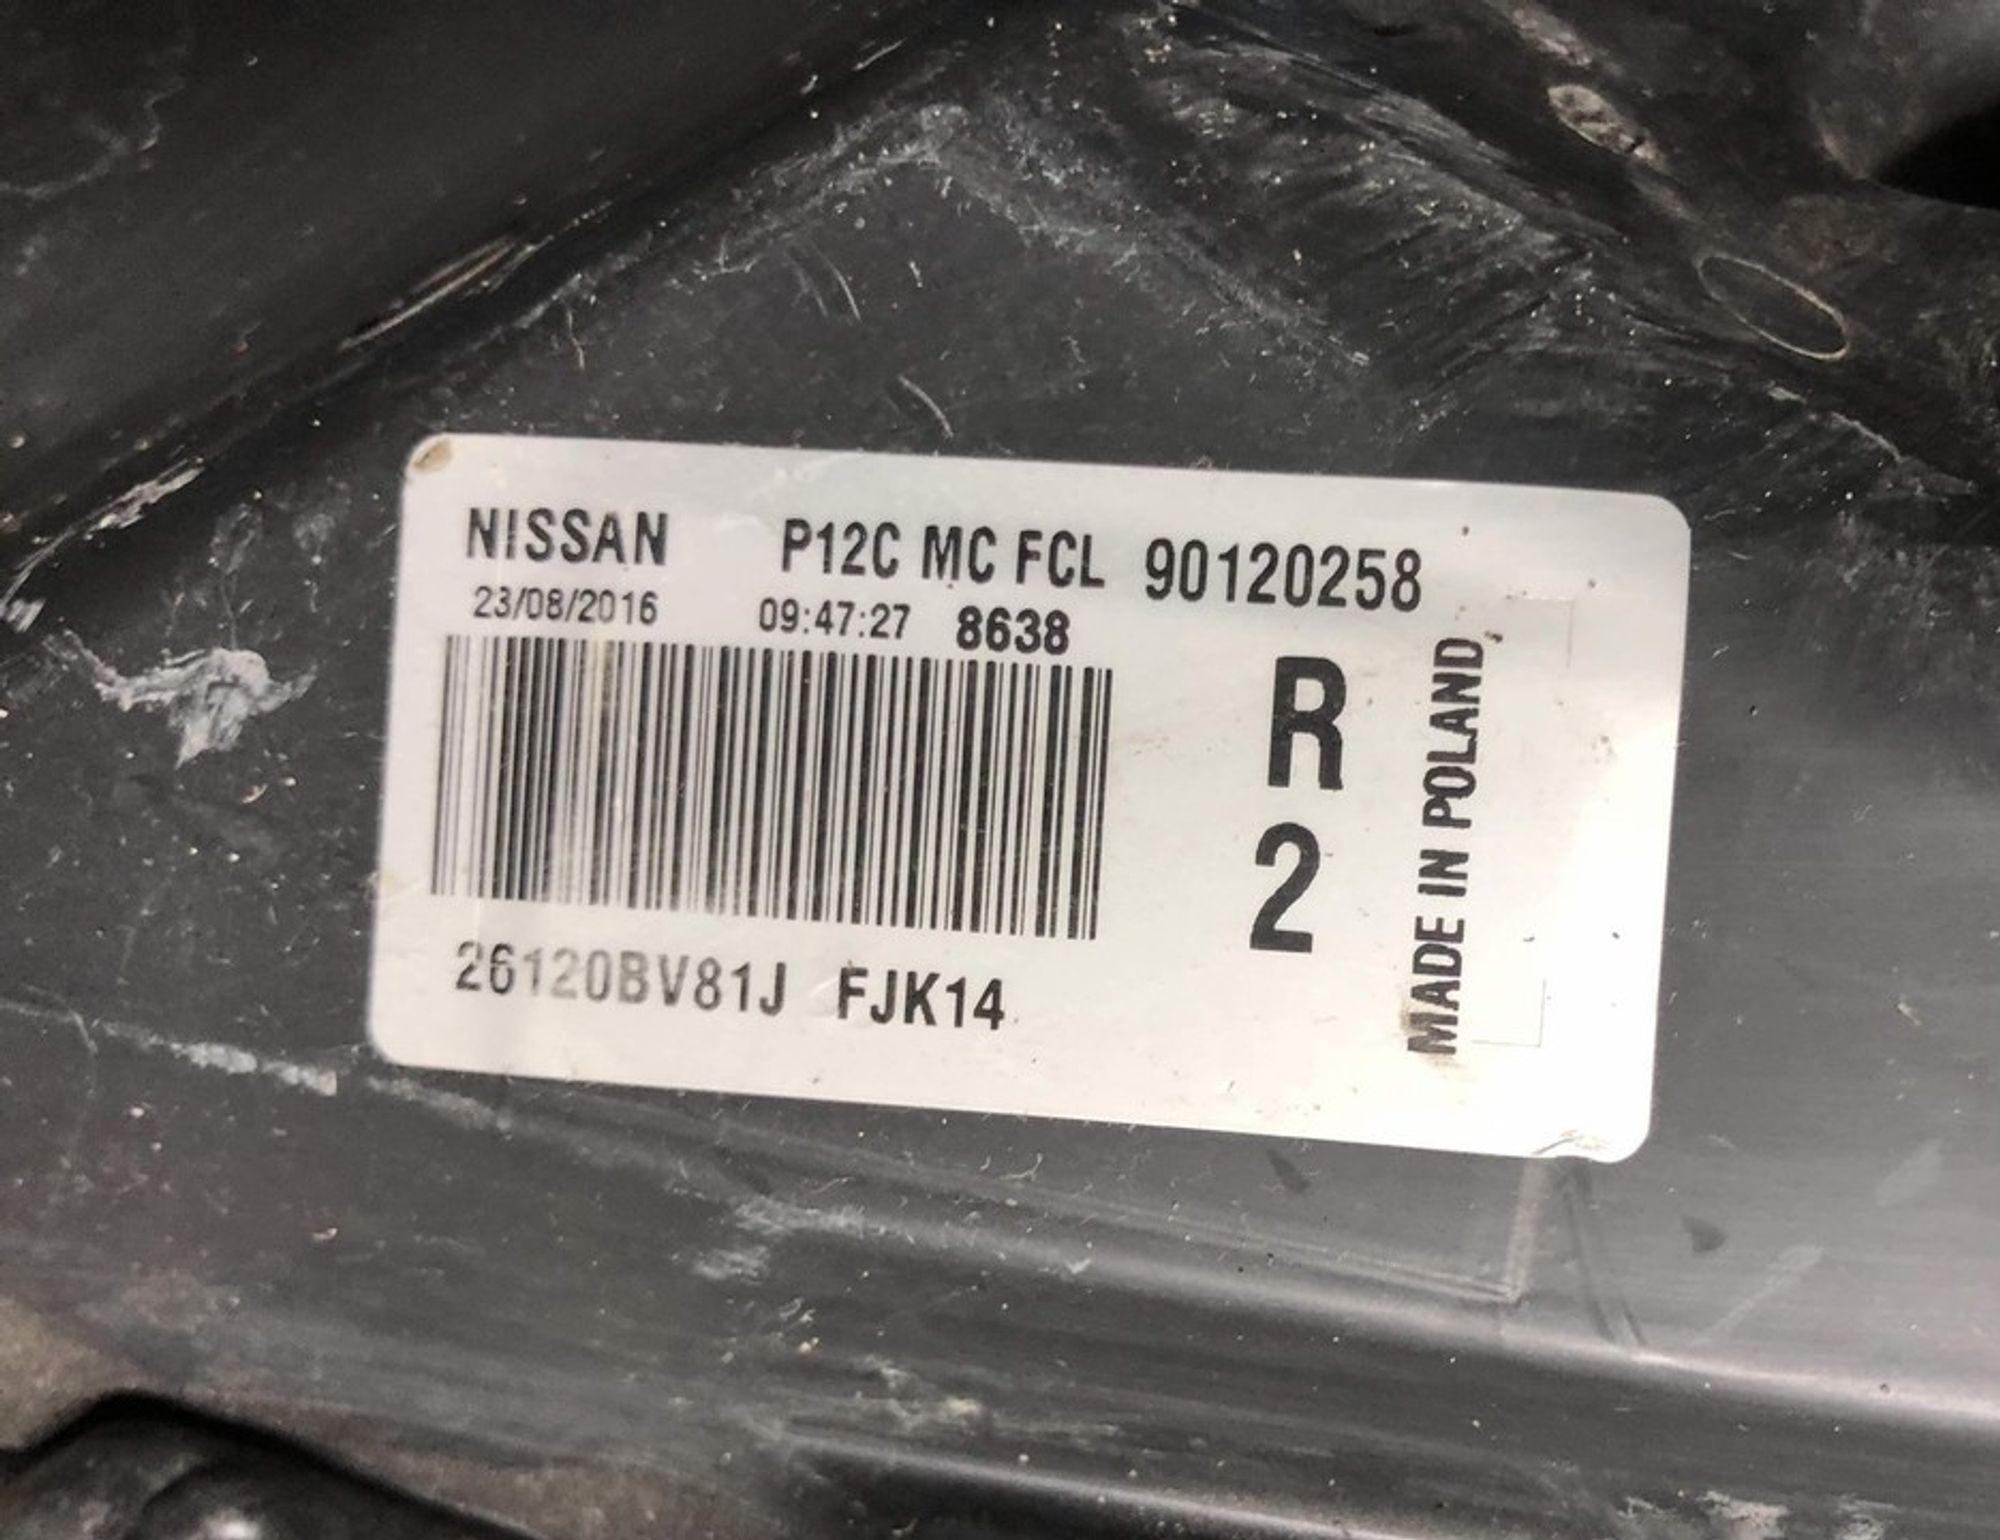 NISSAN P12C MC FCL 90120258
23/08/2016 09:47:27 8638
R
2
MADE IN POLAND
26120BV81J FJK14